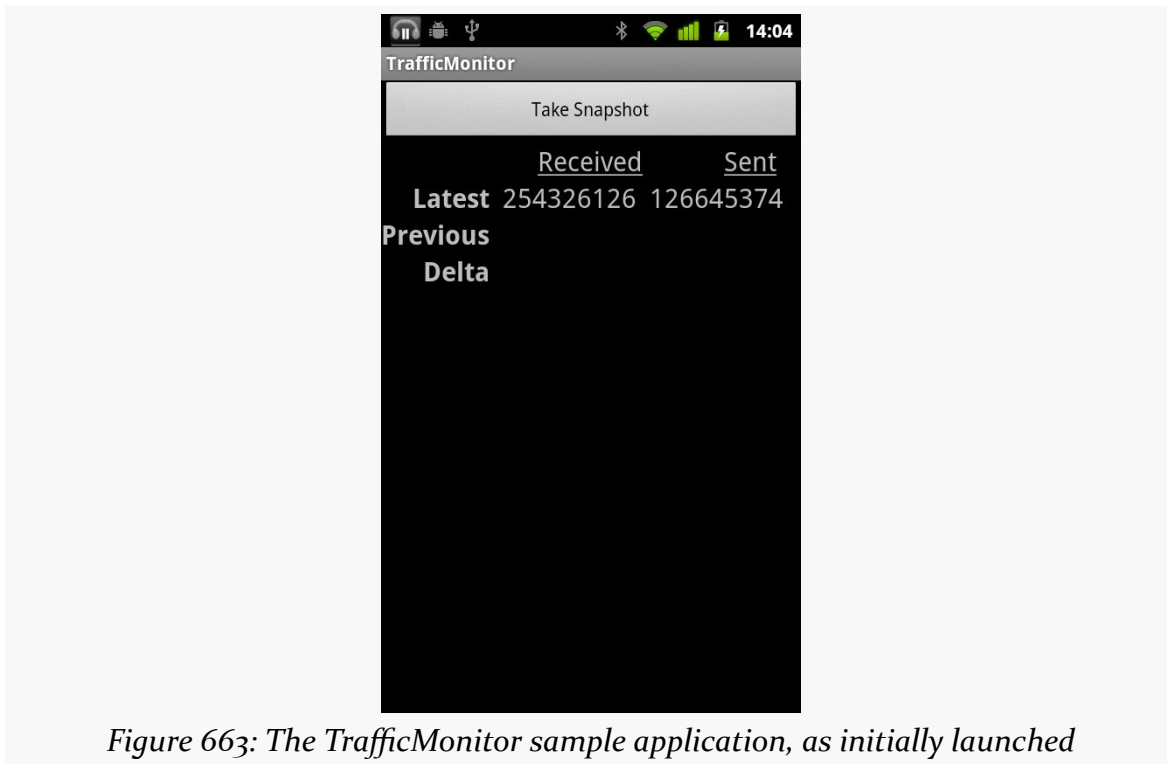 14:04
TrafficMonitor
Take Snapshot
Received Sent
Latest 254326126 126645374
Previous
Delta
Figure 663: The TrafficMonitor sample application, as initially launched